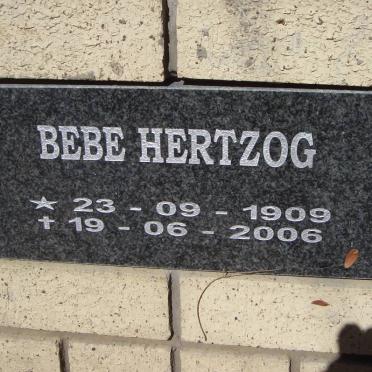 BEBE HERTZOG
★ 23 - 09 - 1909
✝ 19 - 06 - 2006